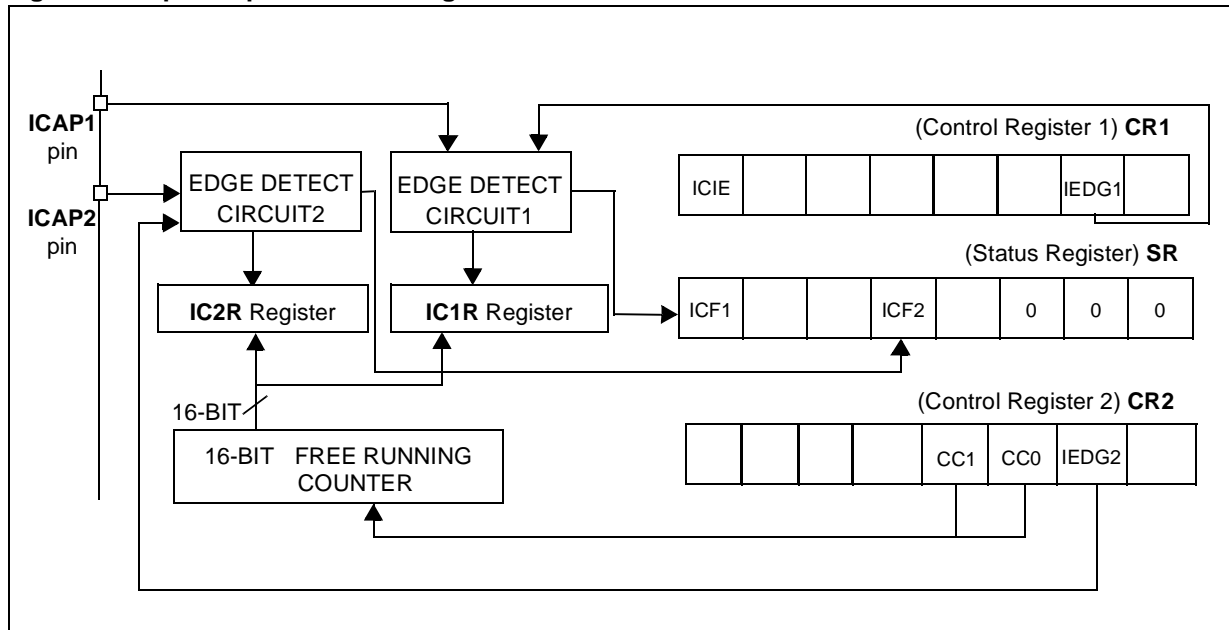 ICAP1
pin
ICAP2
pin
EDGE DETECT
CIRCUIT2
EDGE DETECT
CIRCUIT1
IC2R Register
IC1R Register
16-BIT
16-BIT FREE RUNNING
COUNTER
(Control Register 1) CR1
ICIE IEDG1
(Status Register) SR
ICF1 ICF2 0 0 0
(Control Register 2) CR2
CC1 CC0 IEDG2